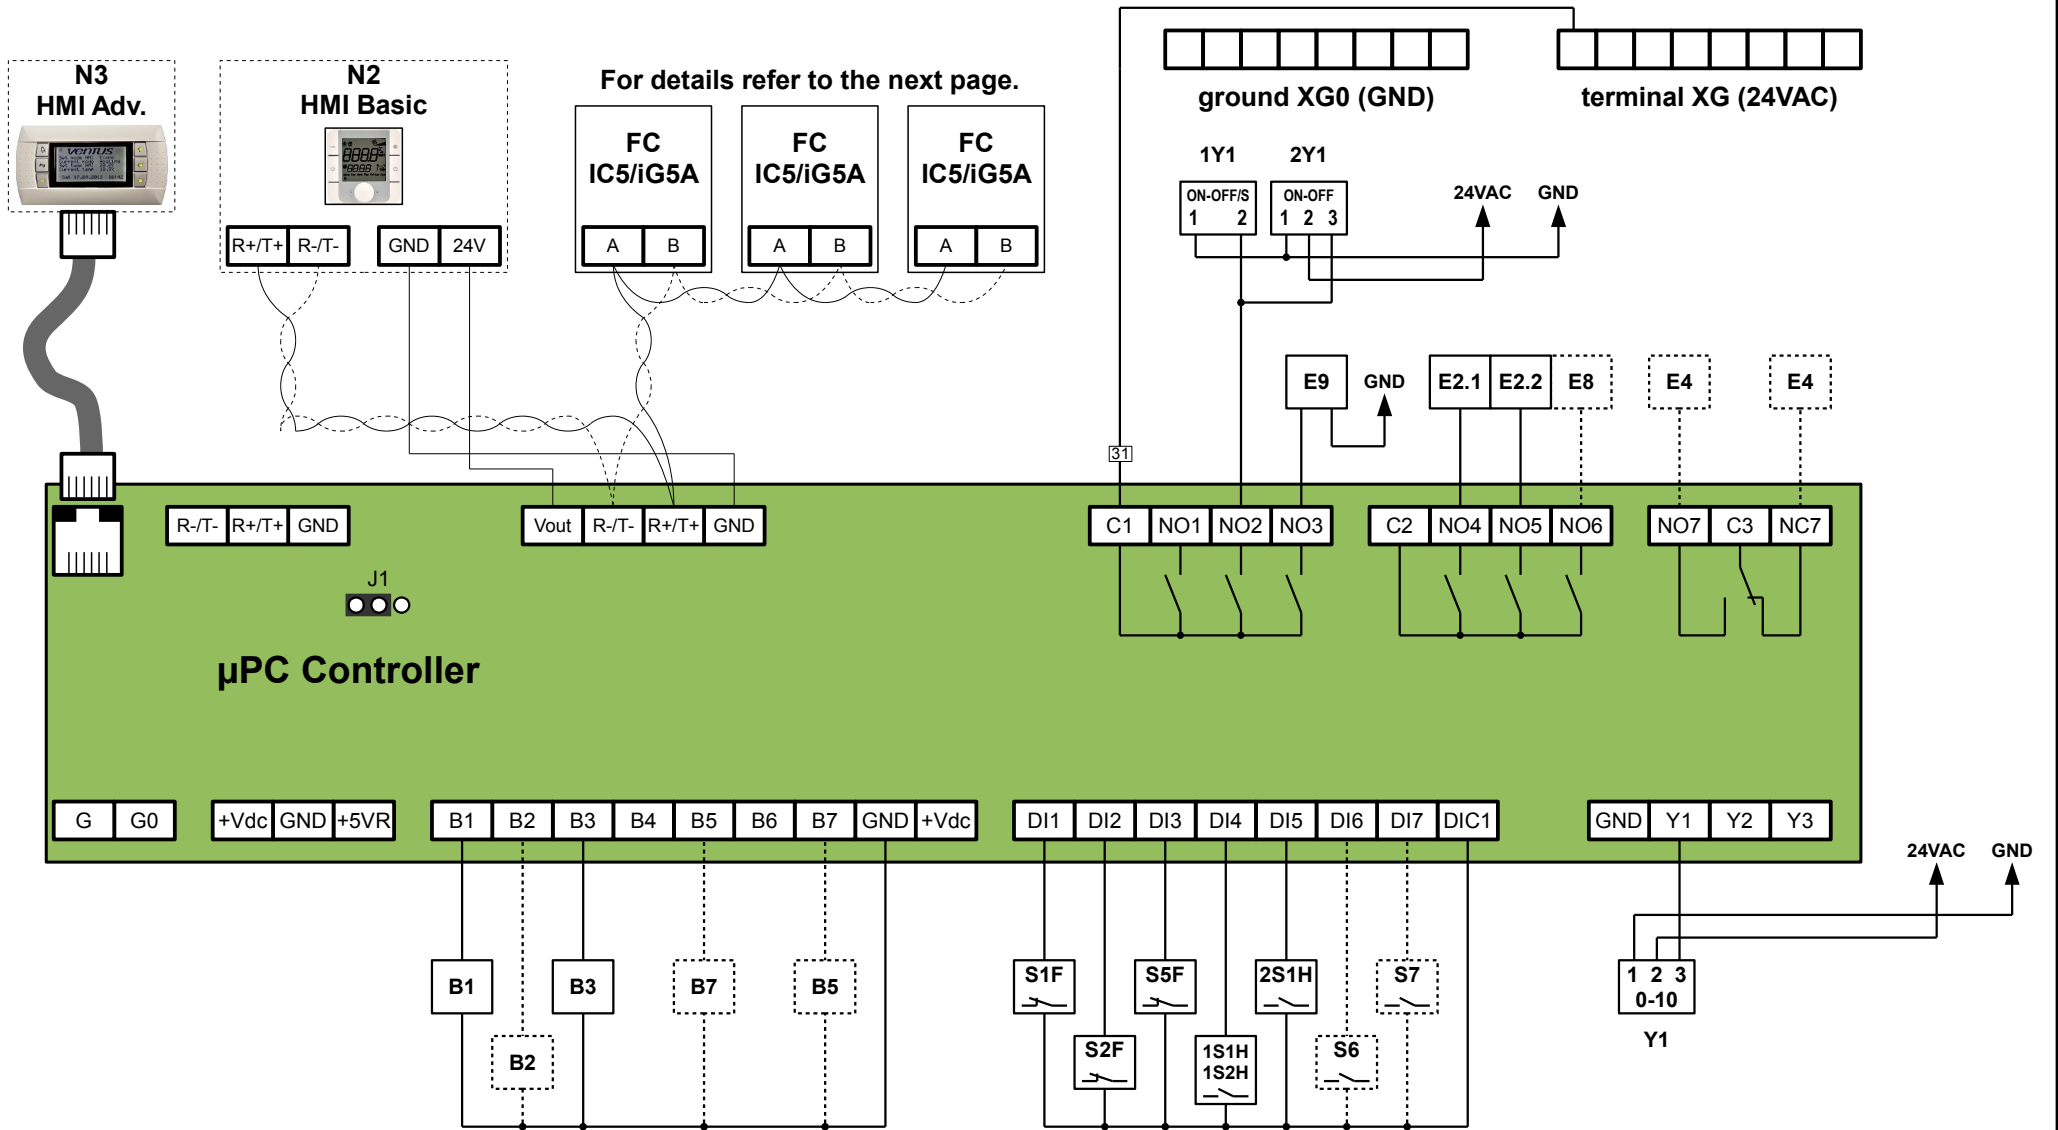 N3
HMI Adv.
VENTUS
N2
HMI Basic
For details refer to the next page.
ground XG0 (GND)
terminal XG (24VAC)
FC
IC5/iG5A
FC
IC5/iG5A
FC
IC5/iG5A
1Y1
2Y1
ON-OFF/S
1 2
ON-OFF
1 2 3
24VAC
GND
R+/T+ R-/T-
GND 24V
A B
A B
A B
E9
GND
E2.1 E2.2 E8
E4
E4
31
R-/T- R+/T+ GND
Vout R-/T- R+/T+ GND
C1 NO1 NO2 NO3
C2 NO4 NO5 NO6
NO7 C3 NC7
J1
µPC Controller
G G0
+Vdc GND +5VR
B1 B2 B3 B4 B5 B6 B7 GND +Vdc
DI1 DI2 DI3 DI4 DI5 DI6 DI7 DIC1
GND Y1 Y2 Y3
24VAC
GND
B1
B3
B7
B5
S1F
S5F
2S1H
S7
1 2 3
0-10
Y1
B2
S2F
1S1H
1S2H
S6